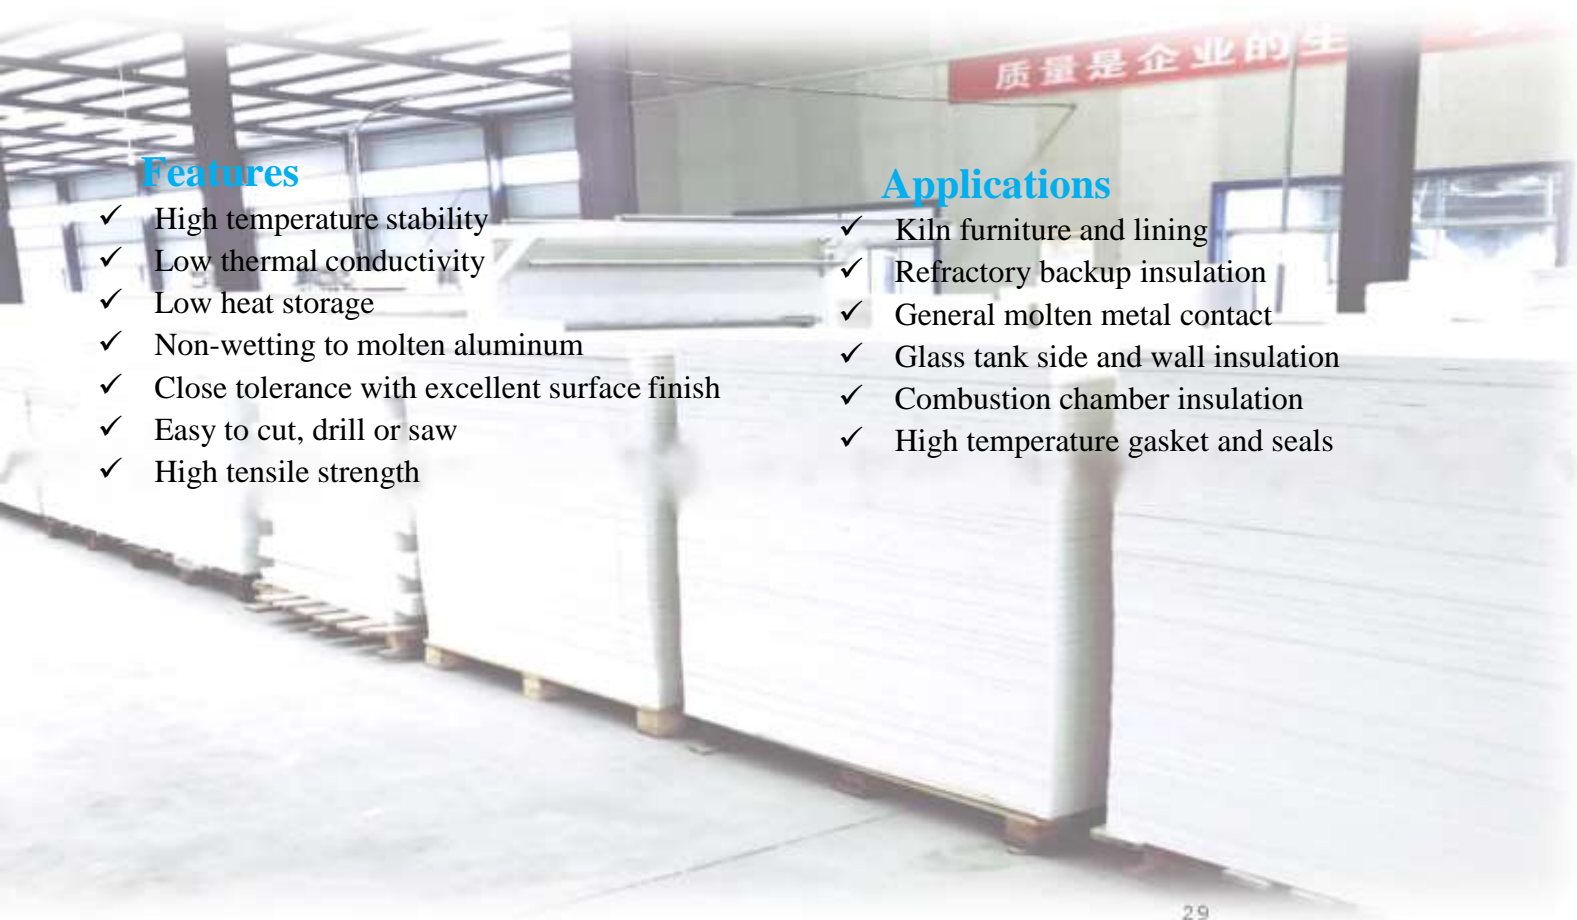 质量是企业的生
Features
✓ High temperature stability
✓ Low thermal conductivity
✓ Low heat storage
✓ Non-wetting to molten aluminum
✓ Close tolerance with excellent surface finish
✓ Easy to cut, drill or saw
✓ High tensile strength
Applications
✓ Kiln furniture and lining
✓ Refractory backup insulation
✓ General molten metal contact
✓ Glass tank side and wall insulation
✓ Combustion chamber insulation
✓ High temperature gasket and seals
29